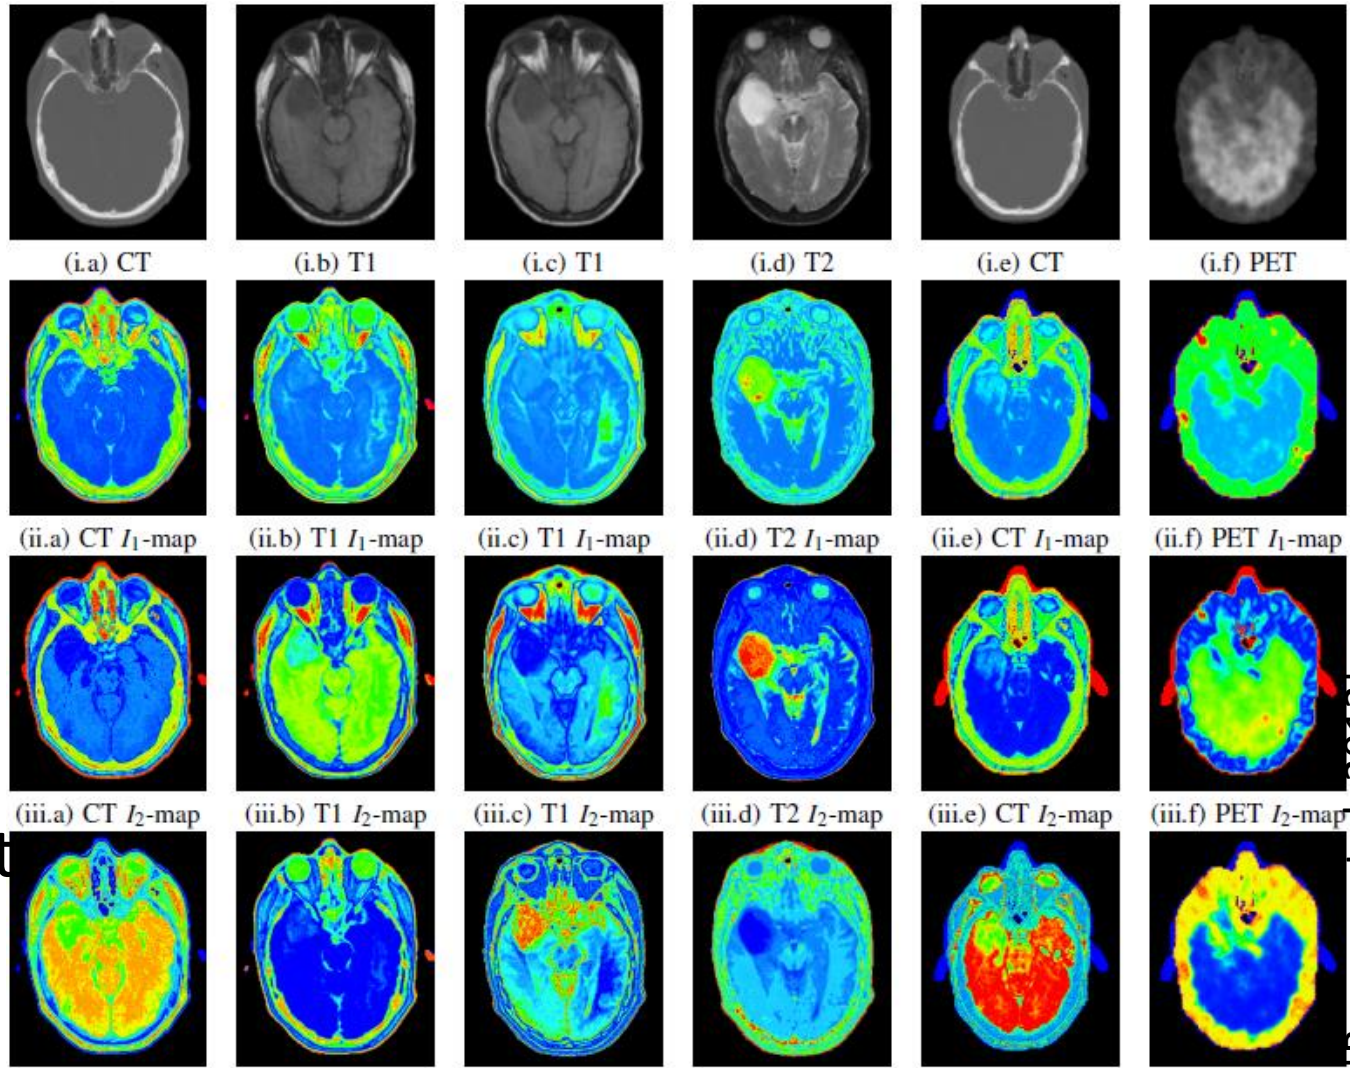 (i.a) CT (i.b) T1 (i.c) T1 (i.d) T2 (i.e) CT (i.f) PET
(ii.a) CT I₁-map (ii.b) T1 I₁-map (ii.c) T1 I₁-map (ii.d) T2 I₁-map (ii.e) CT I₁-map (ii.f) PET I₁-map
(iii.a) CT I₂-map (iii.b) T1 I₂-map (iii.c) T1 I₂-map (iii.d) T2 I₂-map (iii.e) CT I₂-map (iii.f) PET I₂-map
t